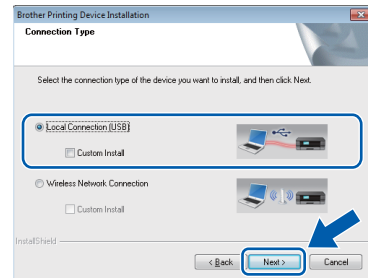 Brother Printing Device Installation
Connection Type
Select the connection type of the device you want to install, and then click Next.
Local Connection (USB)
Custom Install
Wireless Network Connection
Custom Install
InstallShield
< Back
Next >
Cancel